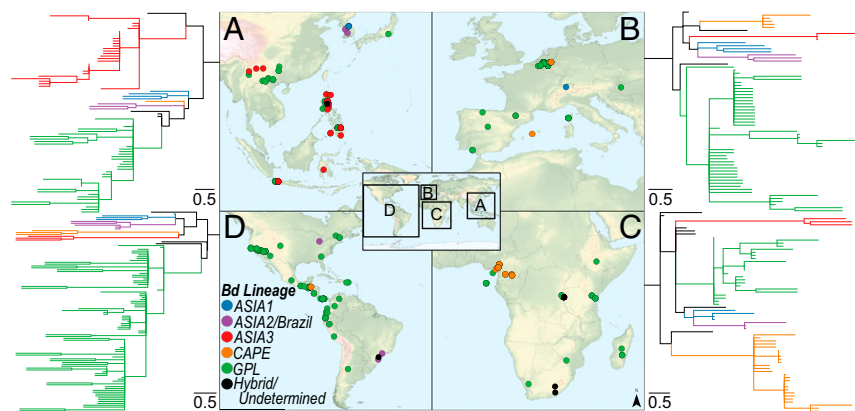 A
B
0.5
0.5
D
B
C
A
D
C
Bd Lineage
ASIA1
ASIA2/Brazil
ASIA3
CAPE
GPL
Hybrid/
Undetermined
N
0.5
0.5